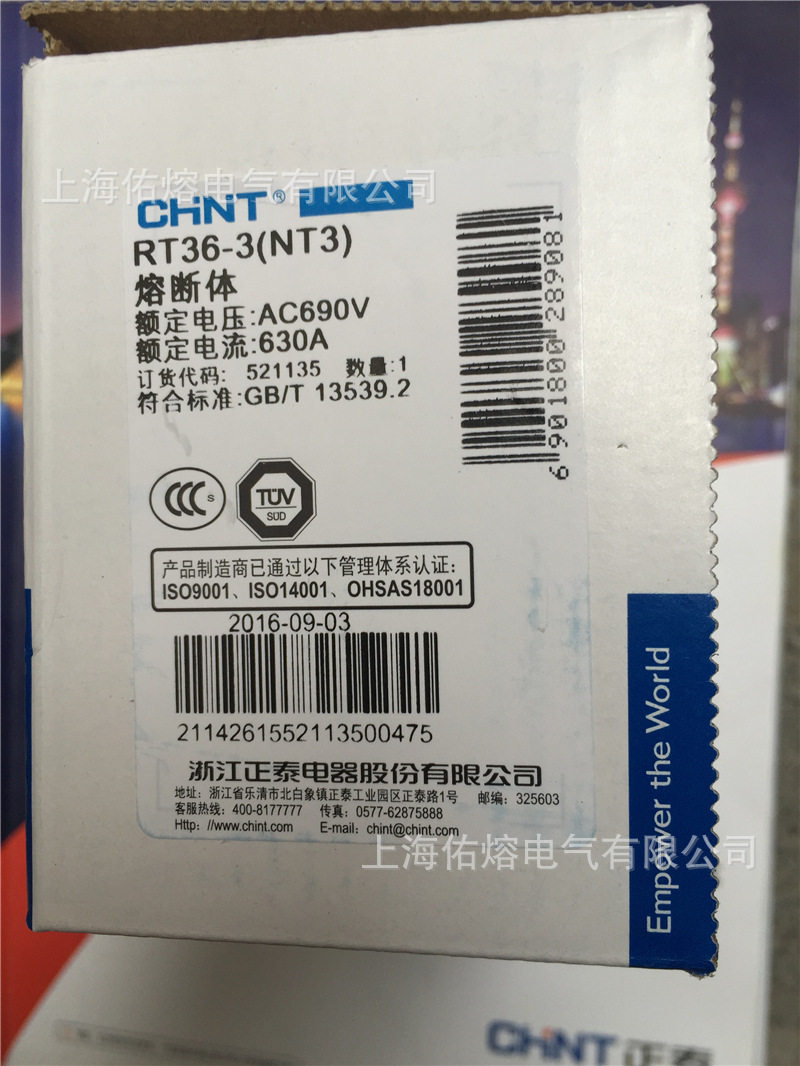 上海佑熔电气有限公司
CHNT®
RT36-3(NT3)
熔断体
额定电压:AC690V
额定电流:630A
订货代码: 521135 数量:1
符合标准:GB/T 13539.2
6901800289081
CCC S
TÜV
SÜD
产品制造商已通过以下管理体系认证:
ISO9001、ISO14001、OHSAS18001
2016-09-03
2114261552113500475
浙江正泰电器股份有限公司
地址: 浙江省乐清市北白象镇正泰工业园区正泰路1号 邮编: 325603
客服热线: 400-8177777 传真: 0577-62875888
Http://www.chint.com E-mail: chint@chint.com
上海佑熔电气有限公司
Empower the World
CHNT 正泰